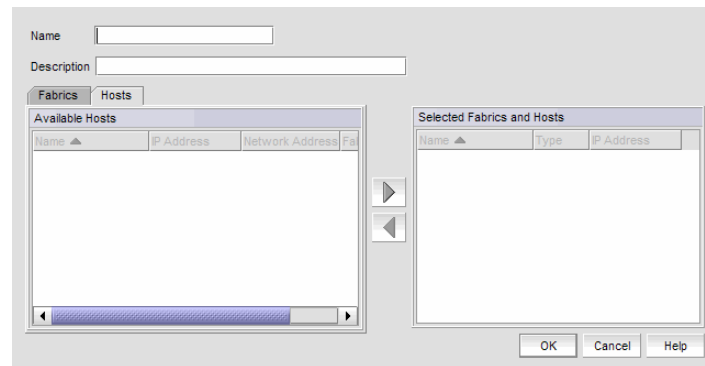 Name
Description
Fabrics Hosts
Available Hosts
Name IP Address Network Address
Selected Fabrics and Hosts
Name Type IP Address
OK Cancel Help